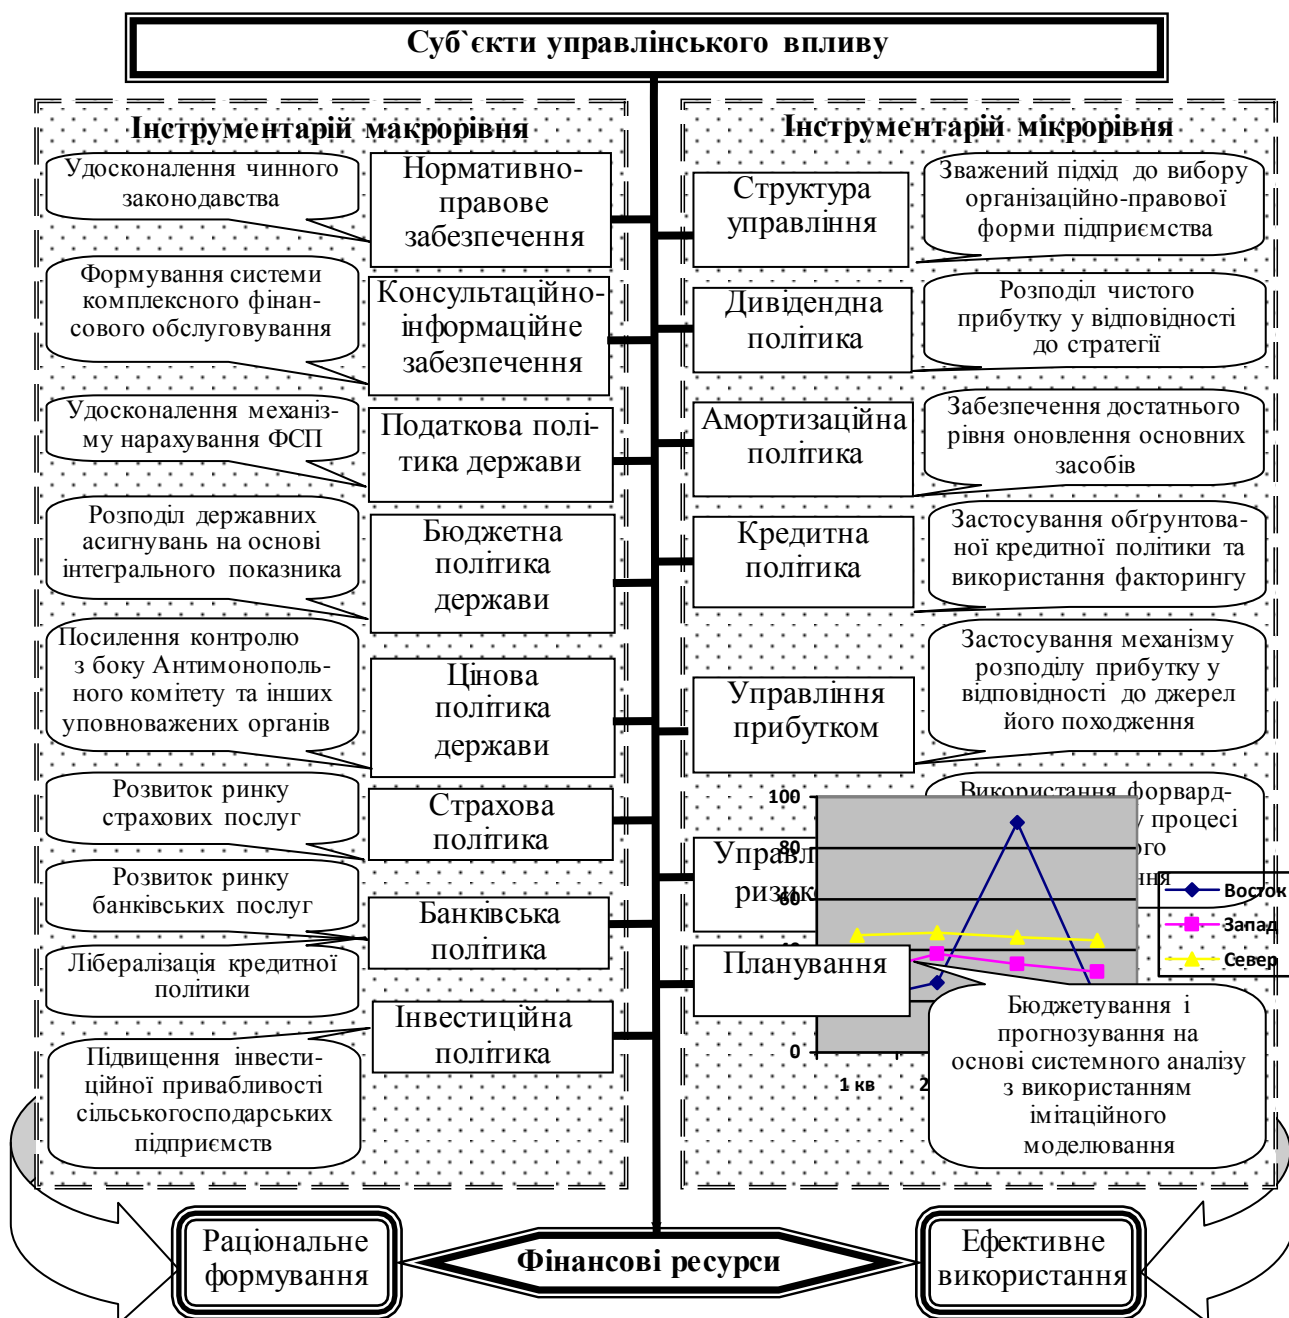 Суб`єкти управлінського впливу
Інструментарій макрорівня
Удосконалення чинного
законодавства
Нормативно-
правове
забезпечення
Формування системи
комплексного фінан-
сового обслуговування
Консультаційно-
інформаційне
забезпечення
Удосконалення механіз-
му нарахування ФСП
Податкова полі-
тика держави
Розподіл державних
асигнувань на основі
інтегрального показника
Бюджетна
політика
держави
Посилення контролю
з боку Антимонополь-
ного комітету та інших
уповноважених органів
Цінова
політика
держави
Розвиток ринку
страхових послуг
Страхова
політика
Розвиток ринку
банківських послуг
Банківська
політика
Лібералізація кредитної
політики
Інвестиційна
політика
Підвищення інвести-
ційної привабливості
сільськогосподарських
підприємств
Інструментарій мікрорівня
Структура
управління
Зважений підхід до вибору
організаційно-правової
форми підприємства
Дивідендна
політика
Розподіл чистого
прибутку у відповідності
до стратегії
Амортизаційна
політика
Забезпечення достатнього
рівня оновлення основних
засобів
Кредитна
політика
Застосування обґрунтова-
ної кредитної політики та
використання факторингу
Управління
прибутком
Застосування механізму
розподілу прибутку у
відповідності до джерел
його походження
Використання форвард-
у процесі
100
80
60
0
1 кв
Восток
Запад
Север
Планування
Бюджетування і
прогнозування на
основі системного аналізу
з використанням
імітаційного
моделювання
Раціональне
формування
Фінансові ресурси
Ефективне
використання